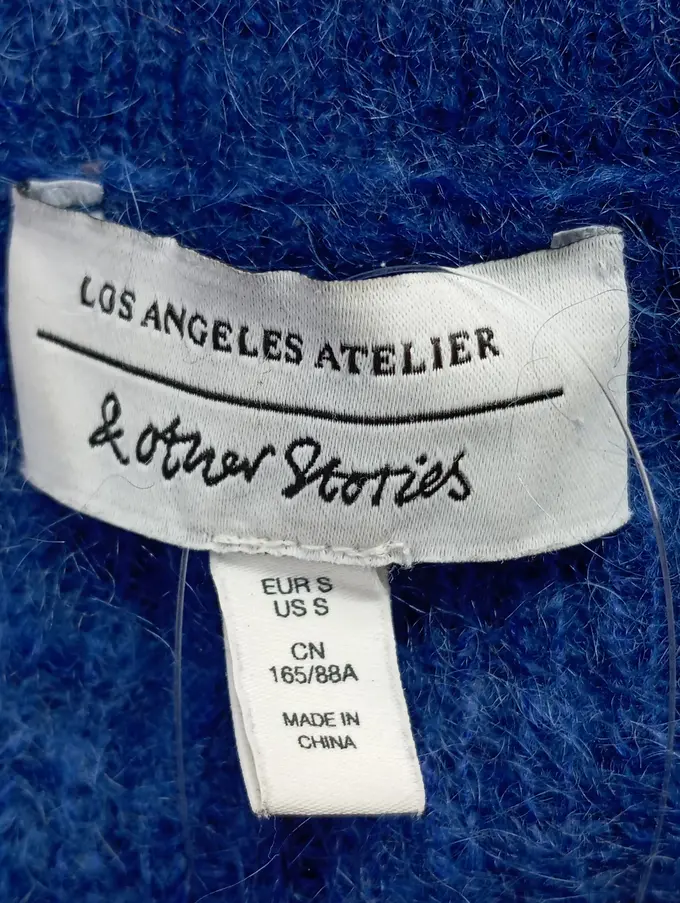 LOS ANGELES ATELIER
& other Stories
EUR S
US S
CN
165/88A
MADE IN
CHINA